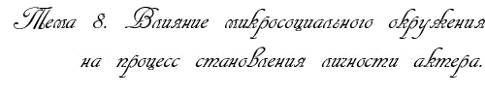 Тема 8. Влияние микросоциального окружения
на процесс становления личности актера.